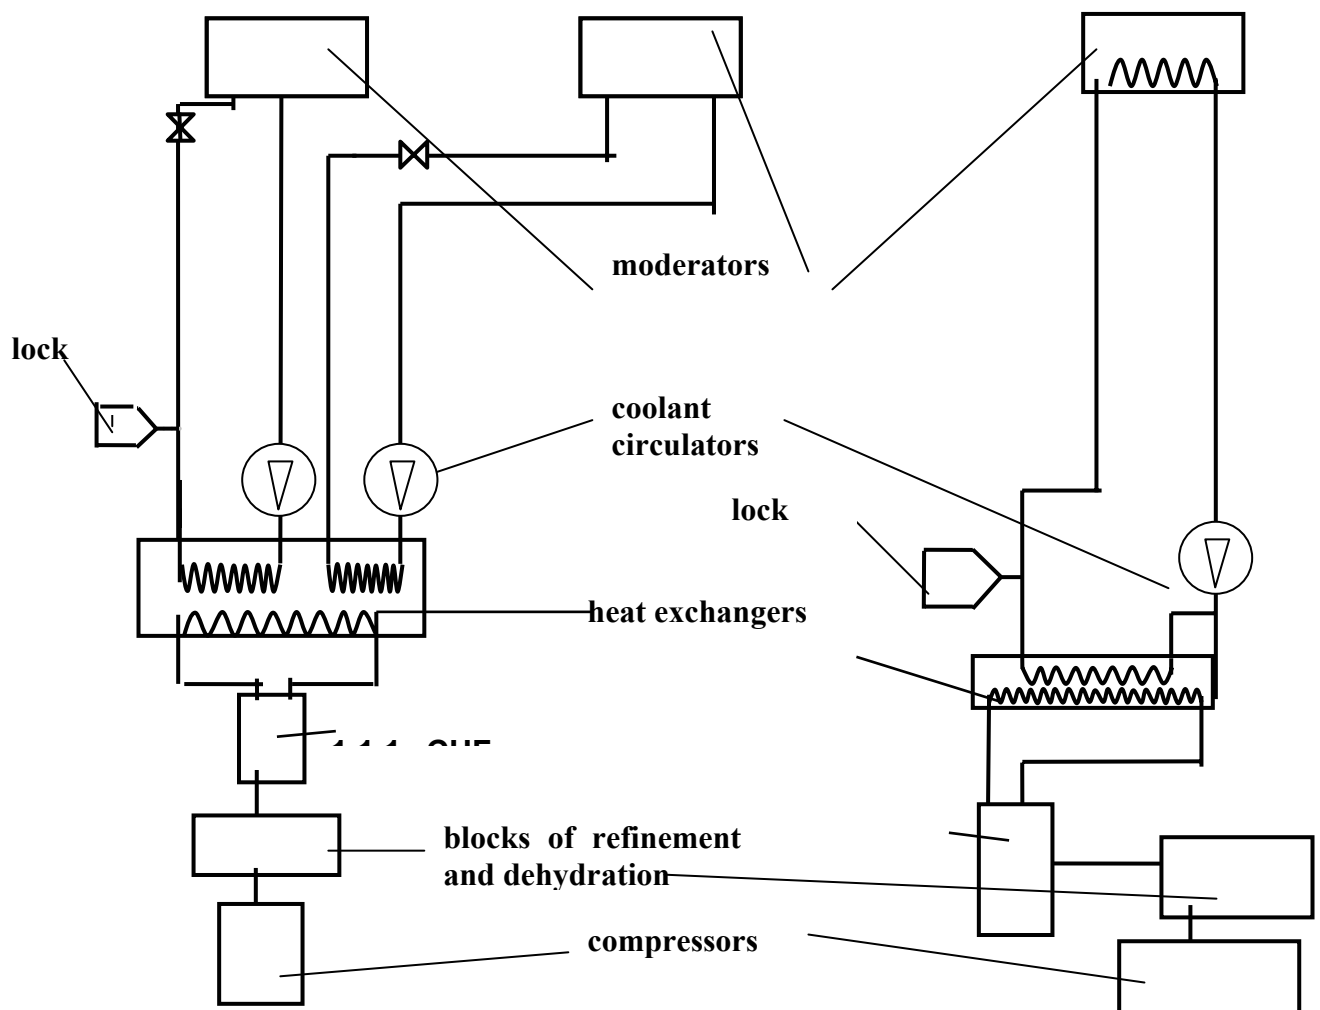 moderators
lock
coolant
circulators
lock
heat exchangers
blocks of refinement
and dehydration
compressors